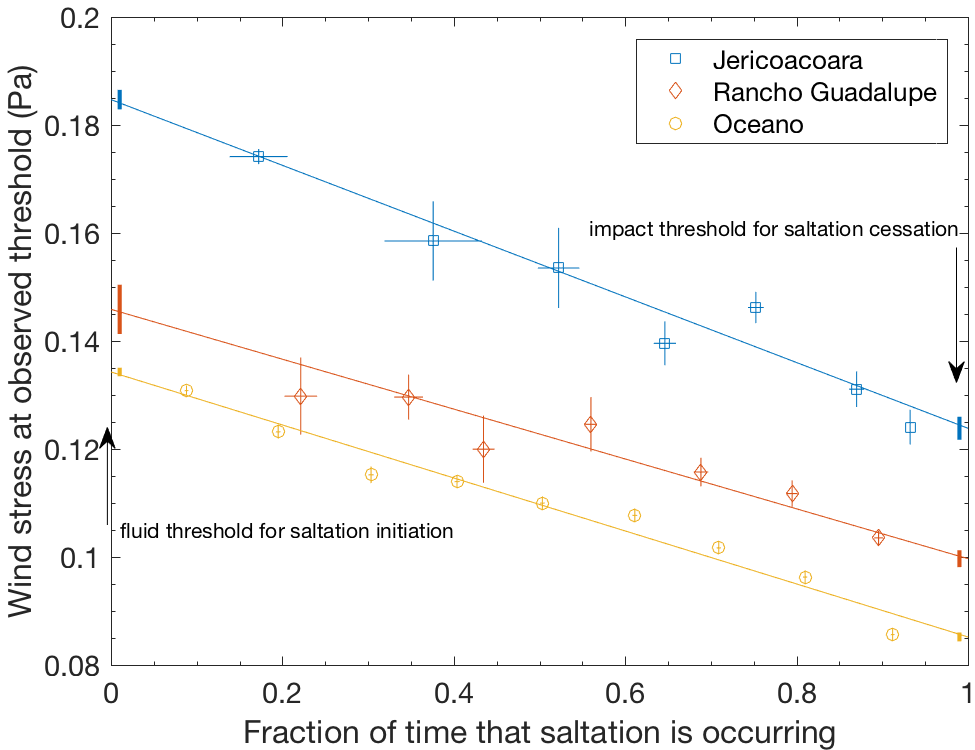 0.2
0.18
0.16
0.14
0.12
0.1
0.08
Wind stress at observed threshold (Pa)
Jericoacoara
Rancho Guadalupe
Oceano
impact threshold for saltation cessation
fluid threshold for saltation initiation
0 0.2 0.4 0.6 0.8 1
Fraction of time that saltation is occurring